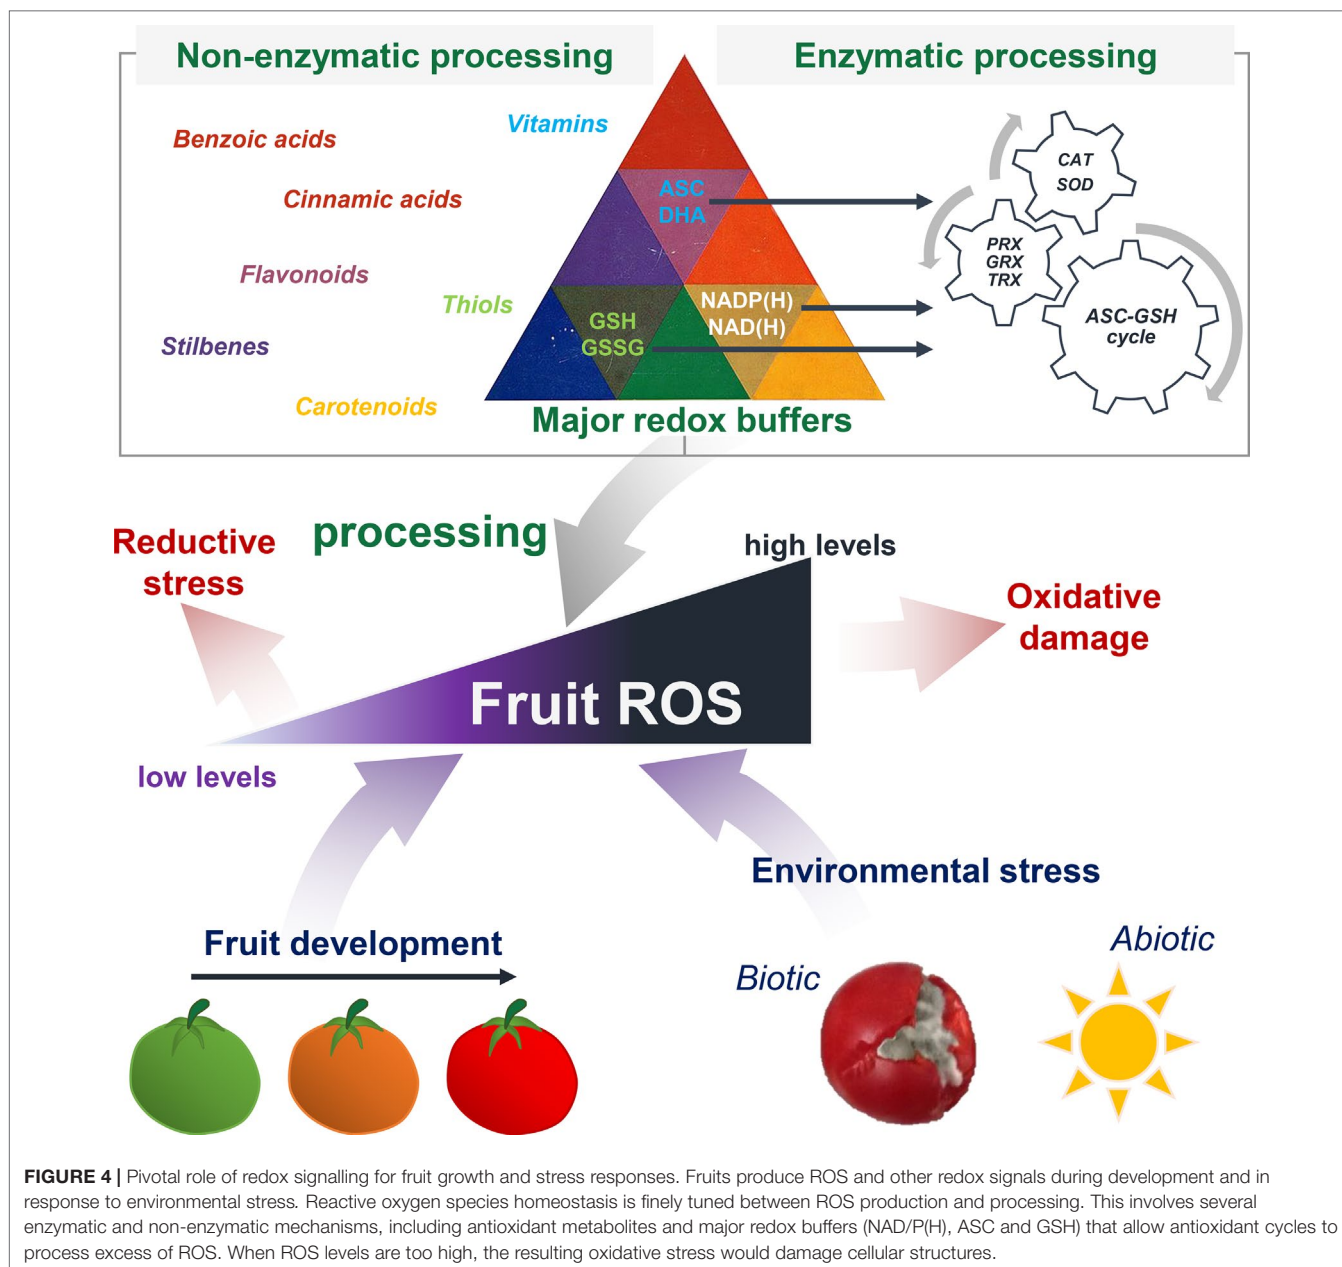 Non-enzymatic processing
Enzymatic processing
Benzoic acids
Vitamins
Cinnamic acids
Flavonoids
Thiols
Stilbenes
Carotenoids
ASC
DHA
GSH
GSSG
NADP(H)
NAD(H)
Major redox buffers
CAT
SOD
PRX
GRX
TRX
ASC-GSH
cycle
processing
Reductive
stress
high levels
Oxidative
damage
Fruit ROS
low levels
Environmental stress
Fruit development
Biotic
Abiotic
FIGURE 4 | Pivotal role of redox signalling for fruit growth and stress responses. Fruits produce ROS and other redox signals during development and in
response to environmental stress. Reactive oxygen species homeostasis is finely tuned between ROS production and processing. This involves several
enzymatic and non-enzymatic mechanisms, including antioxidant metabolites and major redox buffers (NAD/P(H), ASC and GSH) that allow antioxidant cycles to
process excess of ROS. When ROS levels are too high, the resulting oxidative stress would damage cellular structures.